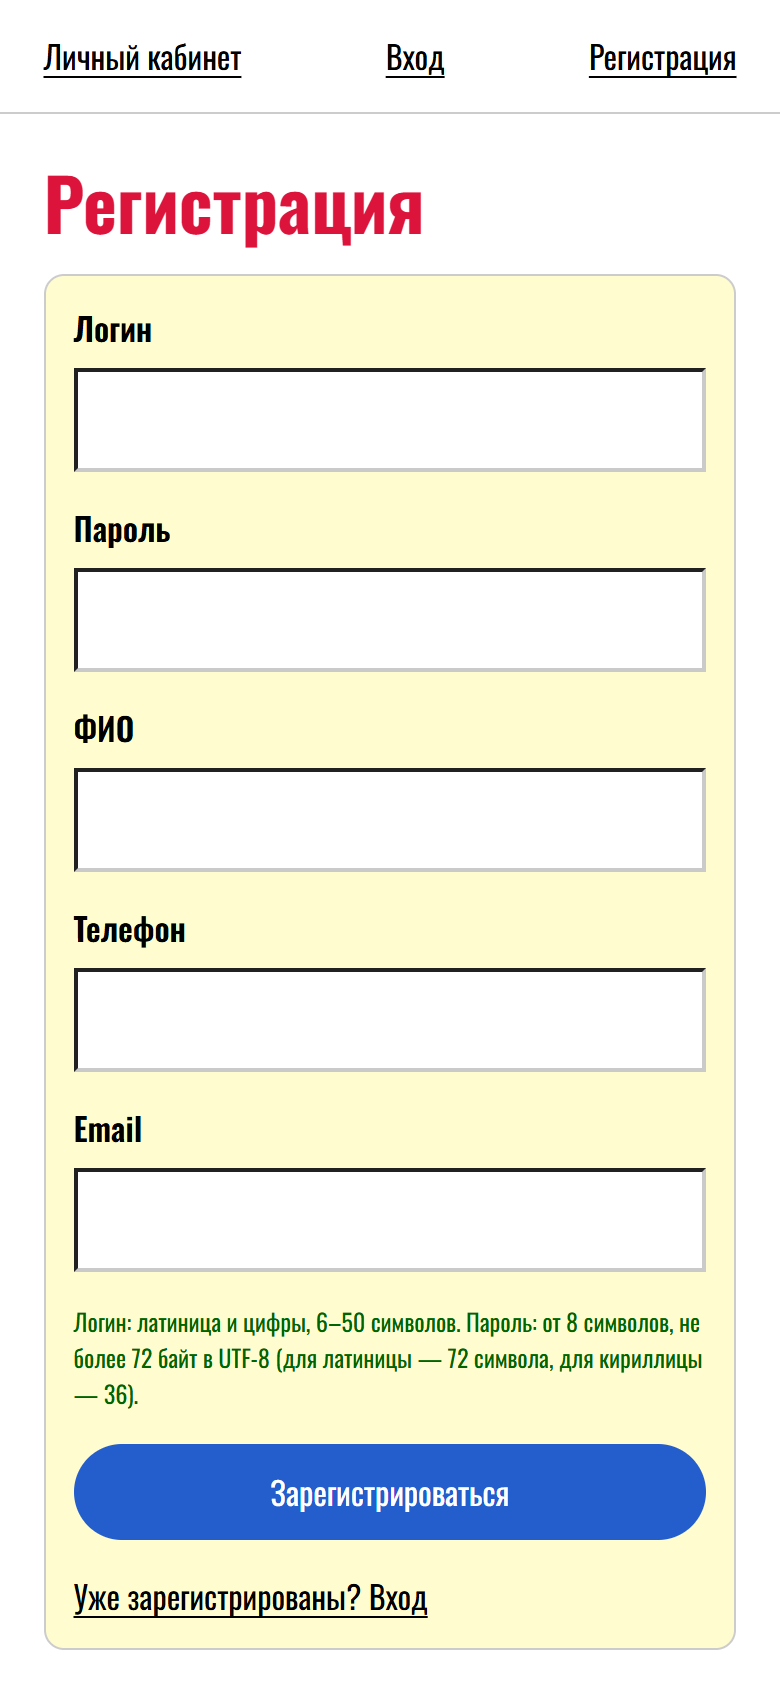 Личный кабинет Вход Регистрация
Регистрация
Логин
Пароль
ФИО
Телефон
Email
Логин: латиница и цифры, 6–50 символов. Пароль: от 8 символов, не
более 72 байт в UTF-8 (для латиницы — 72 символа, для кириллицы
— 36).
Зарегистрироваться
Уже зарегистрированы? Вход